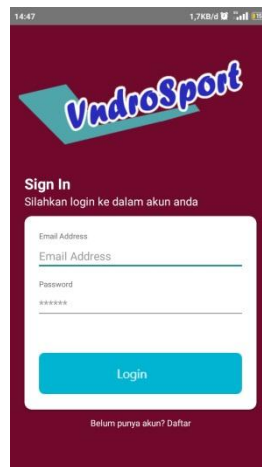 14:47 1,7KB/d
VndroSport
Sign In
Silahkan login ke dalam akun anda
Email Address
Email Address
Password
******
Login
Belum punya akun? Daftar